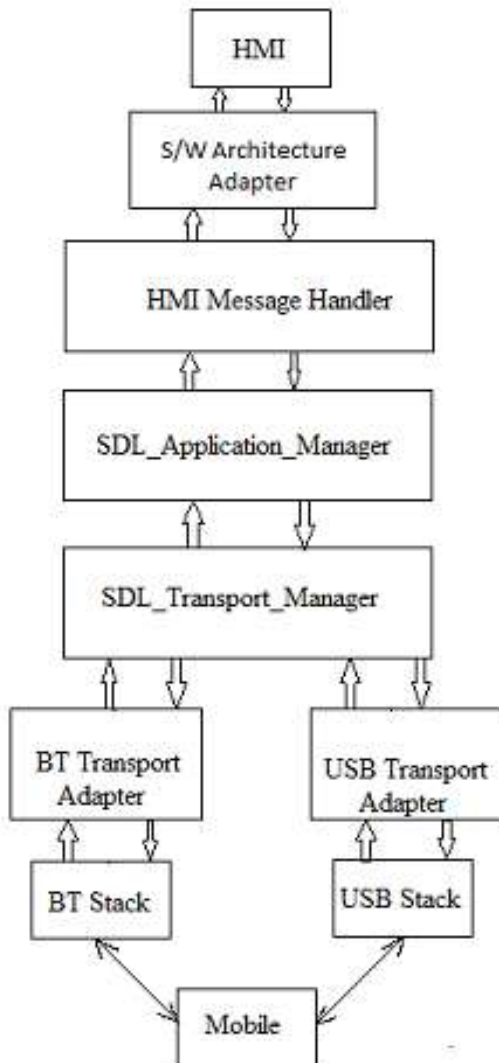 HMI
S/W Architecture
Adapter
HMI Message Handler
SDL_Application_Manager
SDL_Transport_Manager
BT Transport
Adapter
USB Transport
Adapter
BT Stack
USB Stack
Mobile